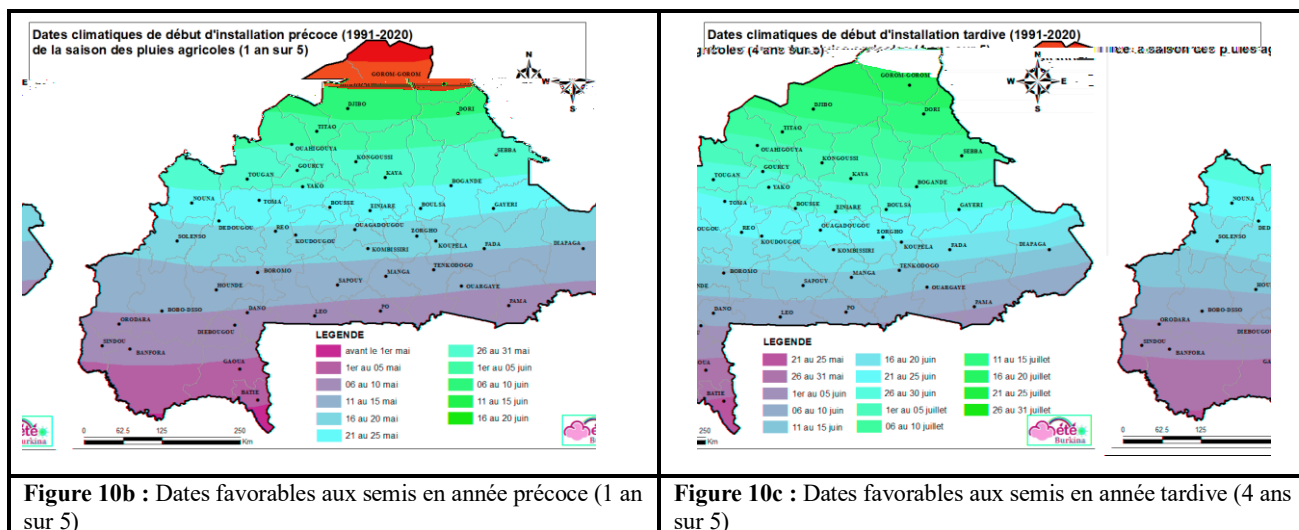 Dates climatiques de début d'installation précoce (1991-2020)
de la saison des pluies agricoles (1 an sur 5)
N
W
E
S
GOROM-GOROM
DJIBO
DORI
TITAO
OUAHIGOUYA
KONGOUSSI
SEBBA
GOURCY
TOUGAN
KAYA
YAKO
BOGANDE
NOUNA
TOMA
BOUSSE
ZINIARE
BOULSA
GAYERI
DEDOUGOU
REO
OUAGADOUGOU
ZORGHO
SOLENSO
KOUDOUGOU
KOUPELA
FADA
DIAPAGA
KOMBISSIRI
BOROMO
MANGA
TENKODOGO
HOUNDE
SAPOUY
OUARGAYE
PAMA
ORODARA
BOBO-DSSO
DANO
LEO
PO
DIEBOUGOU
SINDOU
BANFORA
GAOUA
BATIE
LEGENDE
avant le 1er mai
1er au 05 mai
06 au 10 mai
11 au 15 mai
16 au 20 mai
21 au 25 mai
26 au 31 mai
1er au 05 juin
06 au 10 juin
11 au 15 juin
16 au 20 juin
0 62.5 125 250
Km
été
Burkina
Figure 10b : Dates favorables aux semis en année précoce (1 an
sur 5)
Dates climatiques de début d'installation tardive (1991-2020)
gricoles (4 ans sur 5)
N
W
E
S
GOROM-GOROM
DJIBO
DORI
TITAO
OUAHIGOUYA
KONGOUSSI
SEBBA
GOURCY
TOUGAN
KAYA
YAKO
BOGANDE
TOMA
BOUSSE
ZINIARE
BOULSA
GAYERI
DOUGOU
REO
OUAGADOUGOU
ZORGHO
KOUDOUGOU
KOUPELA
FADA
DIAPAGA
KOMBISSIRI
BOROMO
MANGA
TENKODOGO
NDE
SAPOUY
OUARGAYE
PAMA
DANO
LEO
PO
BATIE
NOUNA
SOLENSO
BOBO-DSSO
ORODARA
DIEBOUGOU
SINDOU
BANFORA
LEGENDE
21 au 25 mai
26 au 31 mai
1er au 05 juin
06 au 10 juin
11 au 15 juin
16 au 20 juin
21 au 25 juin
26 au 30 juin
1er au 05 juillet
06 au 10 juillet
11 au 15 juillet
16 au 20 juillet
21 au 25 juillet
26 au 31 juillet
250
Km
été
Burkina
0 62.5 125
Figure 10c : Dates favorables aux semis en année tardive (4 ans
sur 5)